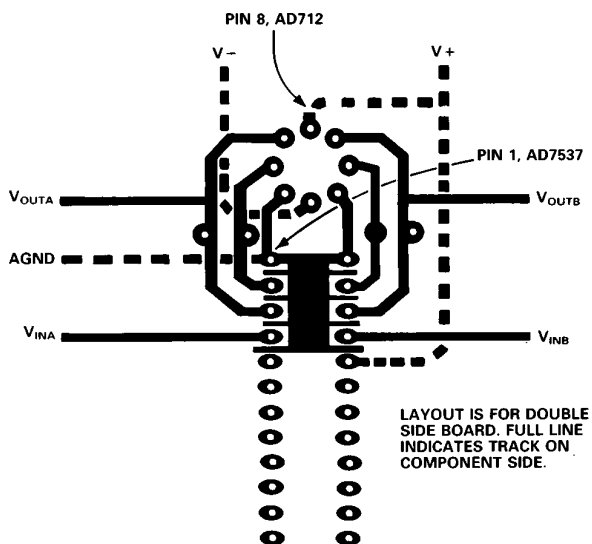 PIN 8, AD712
V–
V+
PIN 1, AD7537
VOUTA
VOUTB
AGND
VINA
VINB
LAYOUT IS FOR DOUBLE
SIDE BOARD. FULL LINE
INDICATES TRACK ON
COMPONENT SIDE.